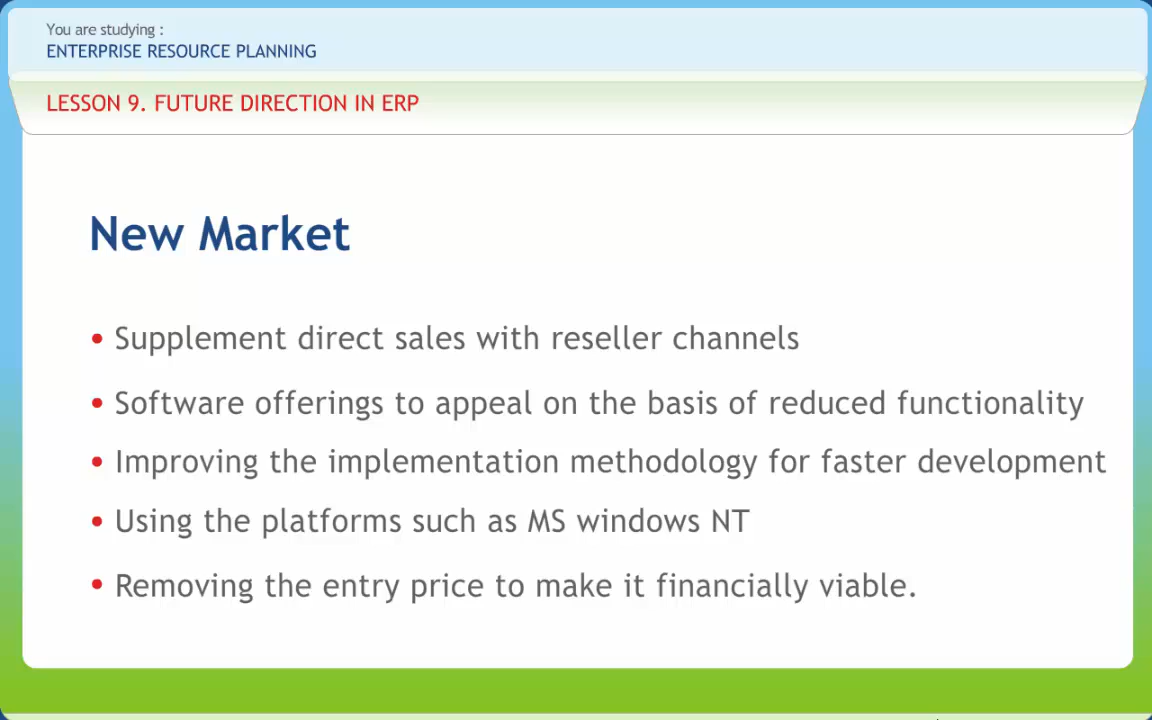 You are studying :
ENTERPRISE RESOURCE PLANNING
LESSON 9. FUTURE DIRECTION IN ERP
New Market
• Supplement direct sales with reseller channels
• Software offerings to appeal on the basis of reduced functionality
• Improving the implementation methodology for faster development
• Using the platforms such as MS windows NT
• Removing the entry price to make it financially viable.